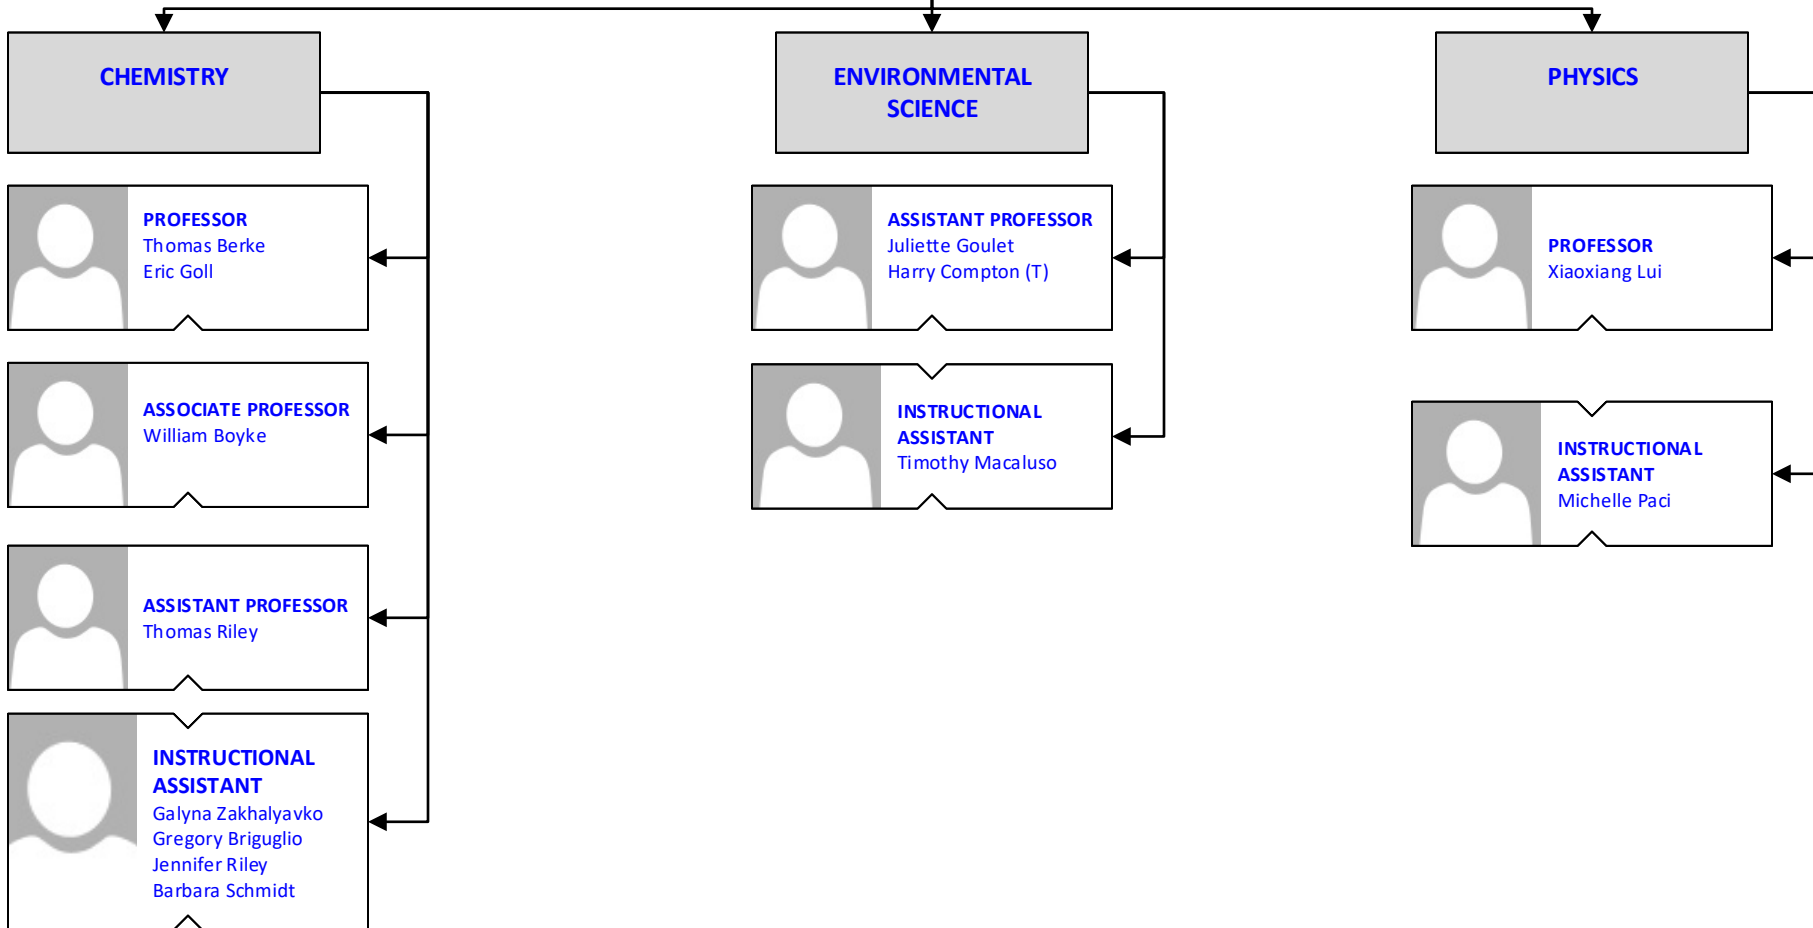 CHEMISTRY
PROFESSOR
Thomas Berke
Eric Goll
ASSOCIATE PROFESSOR
William Boyke
ASSISTANT PROFESSOR
Thomas Riley
INSTRUCTIONAL
ASSISTANT
Galyna Zakhalyavko
Gregory Briguglio
Jennifer Riley
Barbara Schmidt
ENVIRONMENTAL
SCIENCE
ASSISTANT PROFESSOR
Juliette Goulet
Harry Compton (T)
INSTRUCTIONAL
ASSISTANT
Timothy Macaluso
PHYSICS
PROFESSOR
Xiaoxiang Lui
INSTRUCTIONAL
ASSISTANT
Michelle Paci